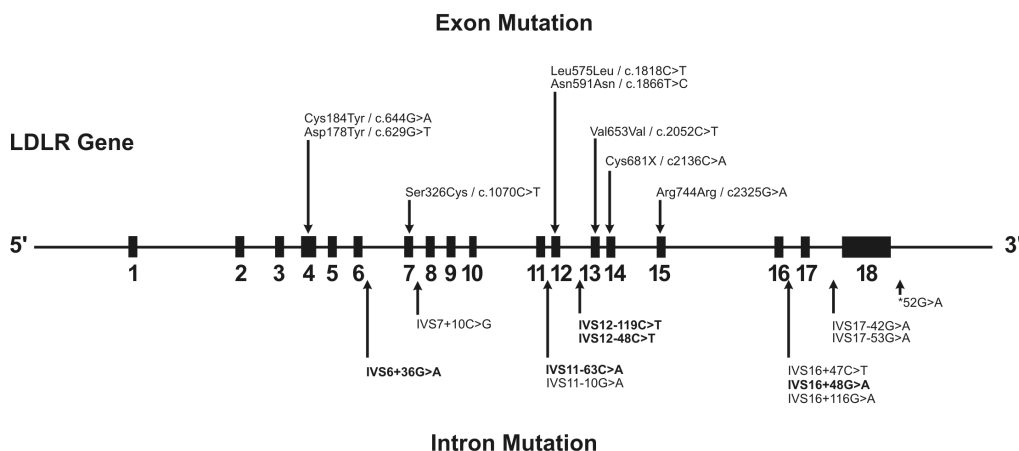 Exon Mutation
Leu575Leu / c.1818C>T
Asn591Asn / c.1866T>C
Cys184Tyr / c.644G>A
Asp178Tyr / c.629G>T
Val653Val / c.2052C>T
LDLR Gene
Cys681X / c2136C>A
Ser326Cys / c.1070C>T
Arg744Arg / c2325G>A
5' 3'
1 2 3 4 5 6 7 8 9 10 11 12 13 14 15 16 17 18
*52G>A
IVS7+10C>G
IVS12-119C>T
IVS12-48C>T
IVS17-42G>A
IVS17-53G>A
IVS6+36G>A
IVS11-63C>A
IVS11-10G>A
IVS16+47C>T
IVS16+48G>A
IVS16+116G>A
Intron Mutation